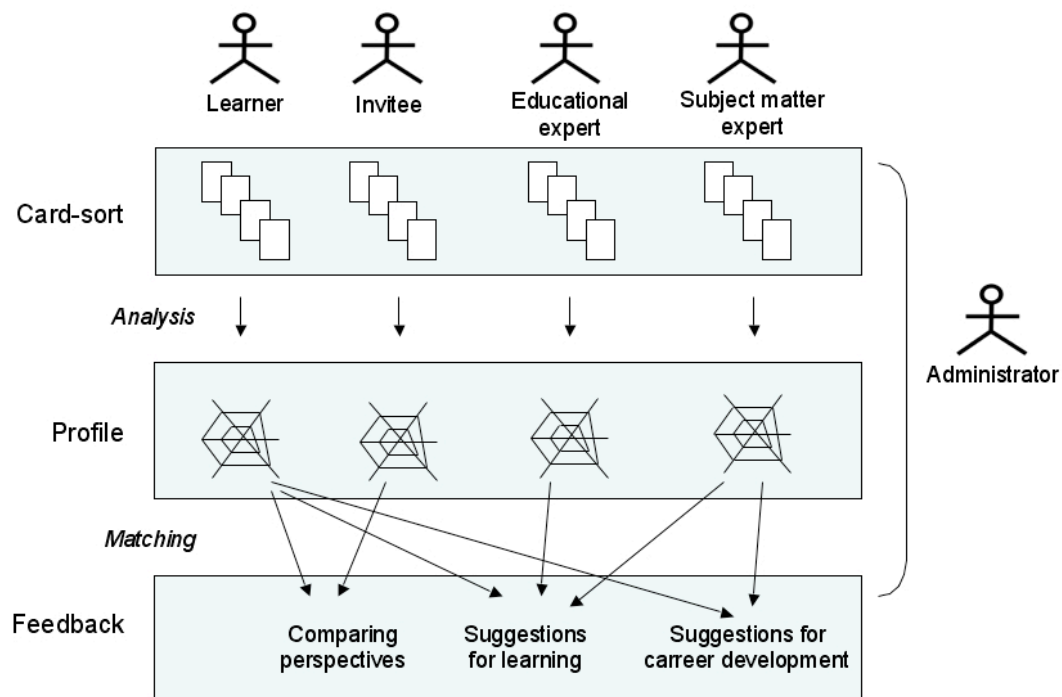 Learner
Invitee
Educational
expert
Subject matter
expert
Card-sort
Analysis
Administrator
Profile
Matching
Feedback
Comparing
perspectives
Suggestions
for learning
Suggestions for
carreer development